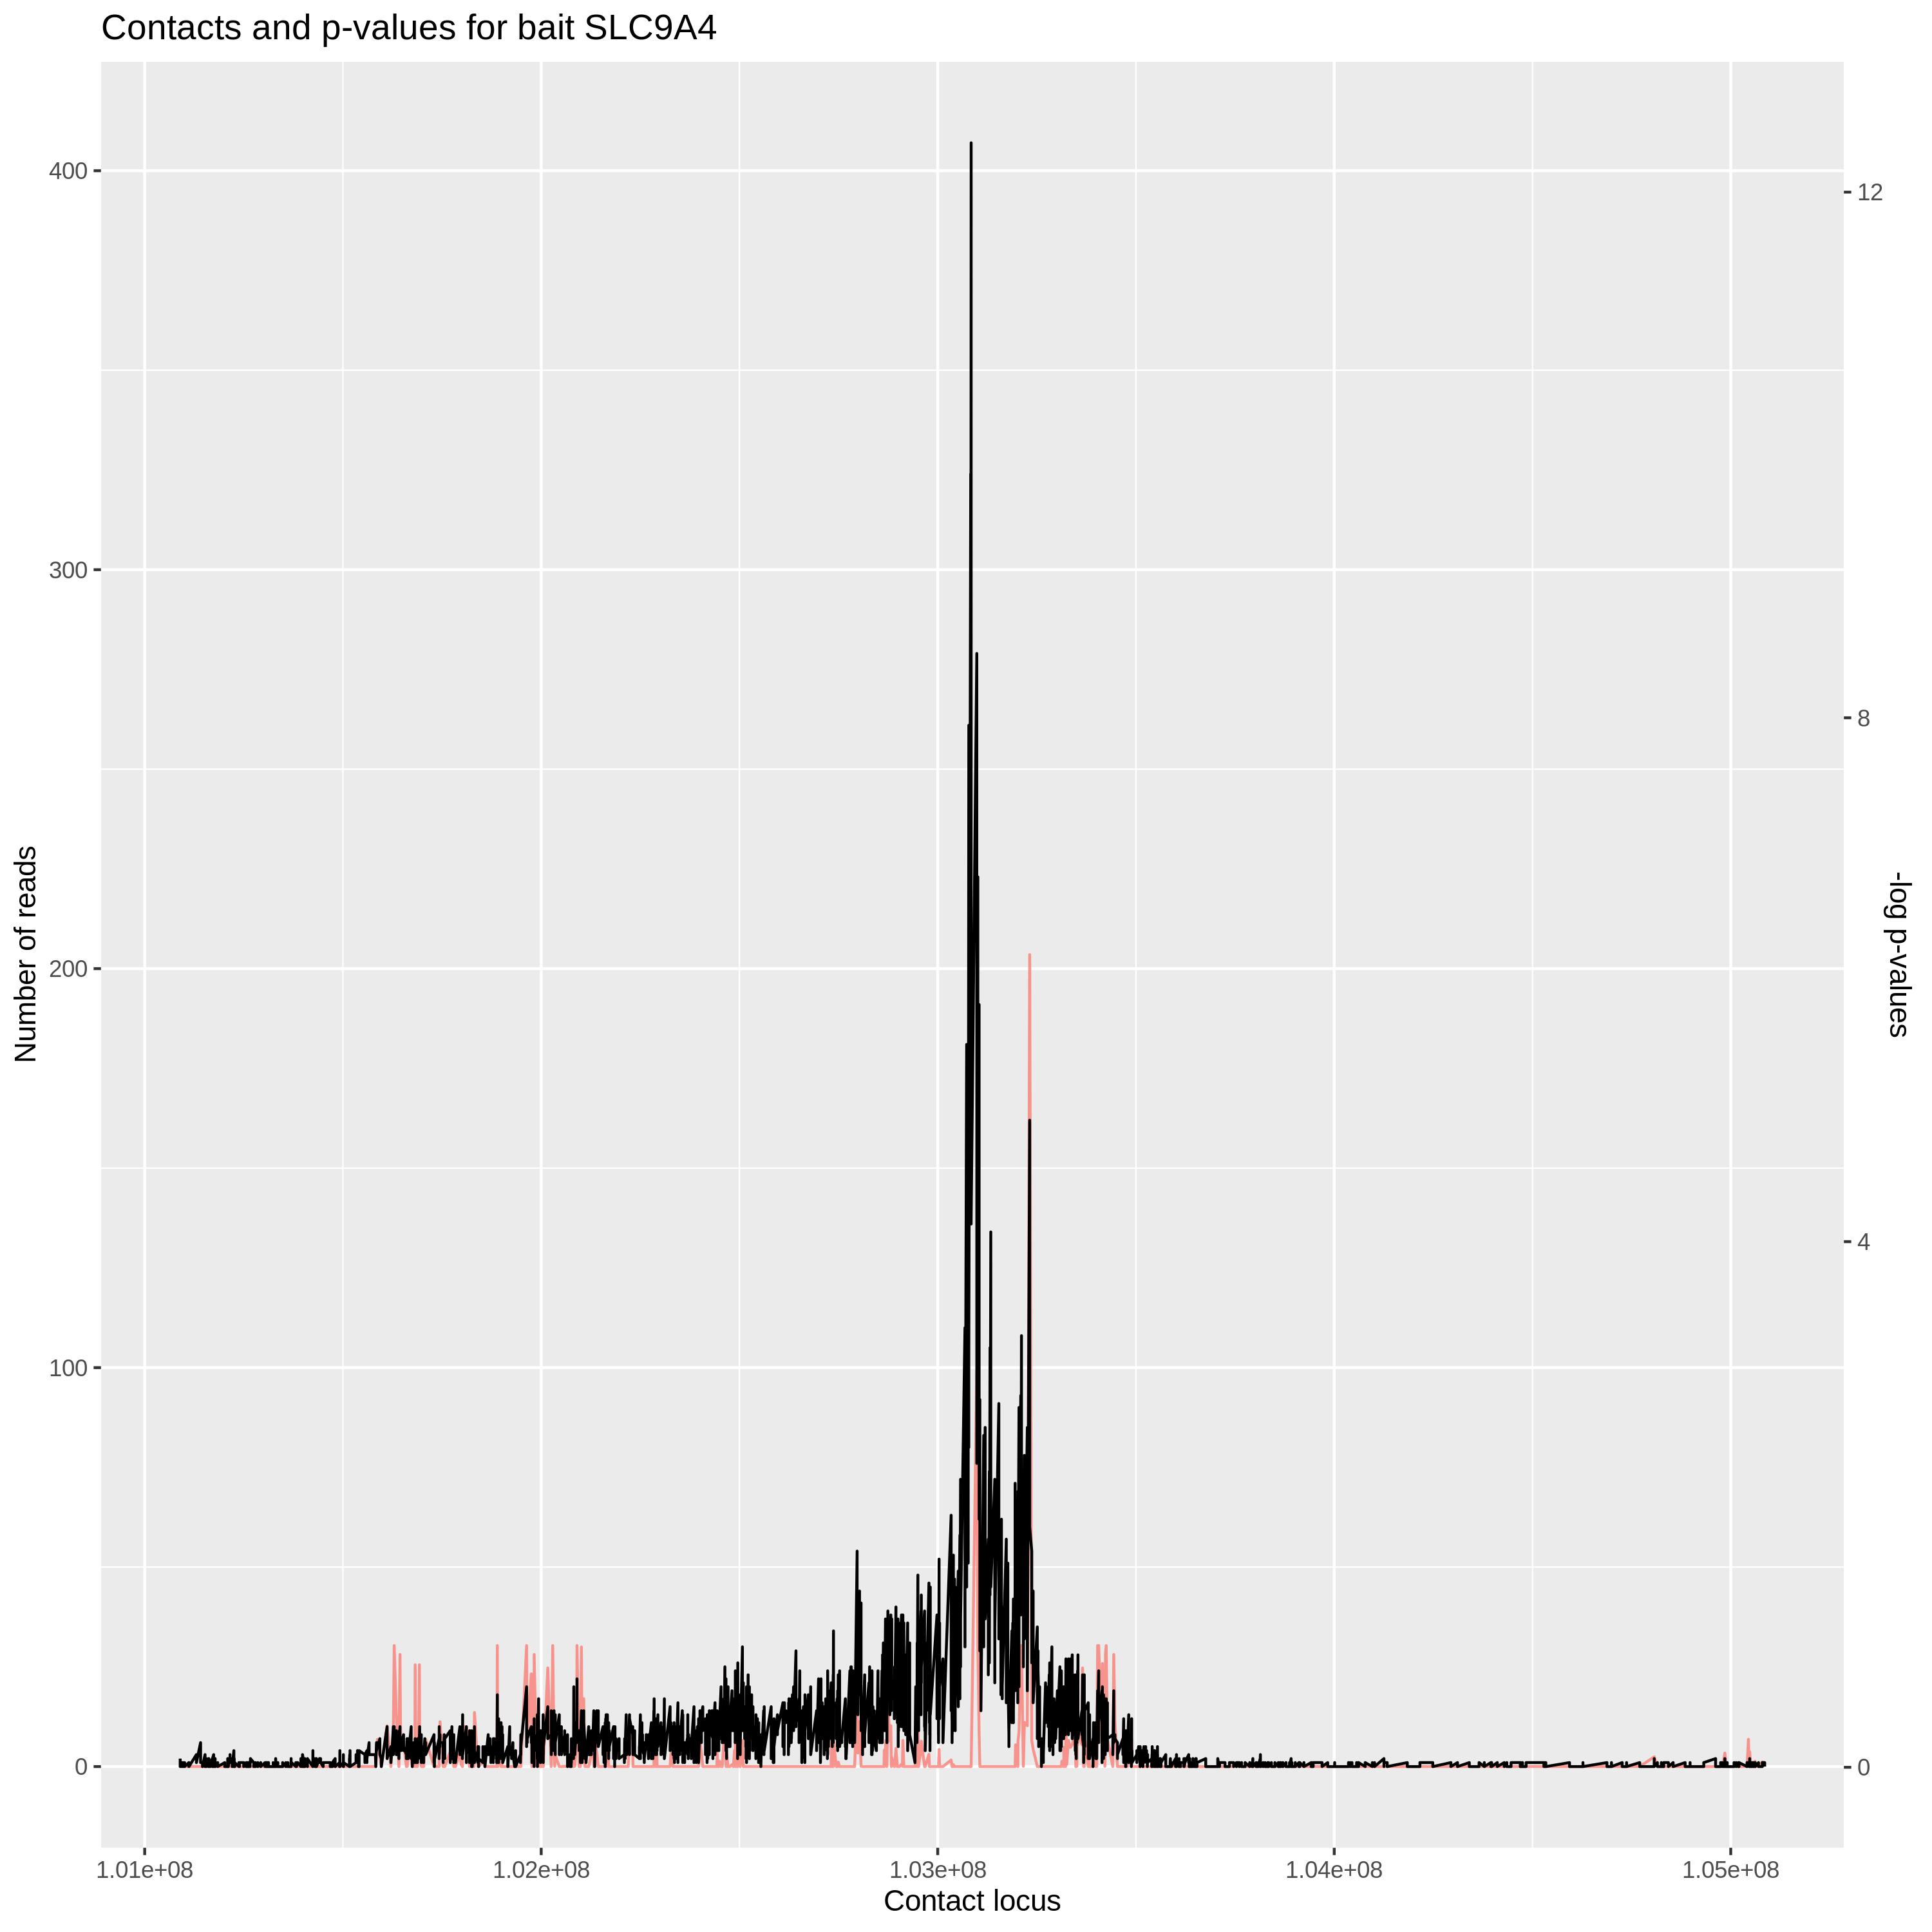 Contacts and p-values for bait SLC9A4
400
300
200
100
0
Number of reads
12
8
4
0
-log p-values
1.01e+08
1.02e+08
1.03e+08
1.04e+08
1.05e+08
Contact locus